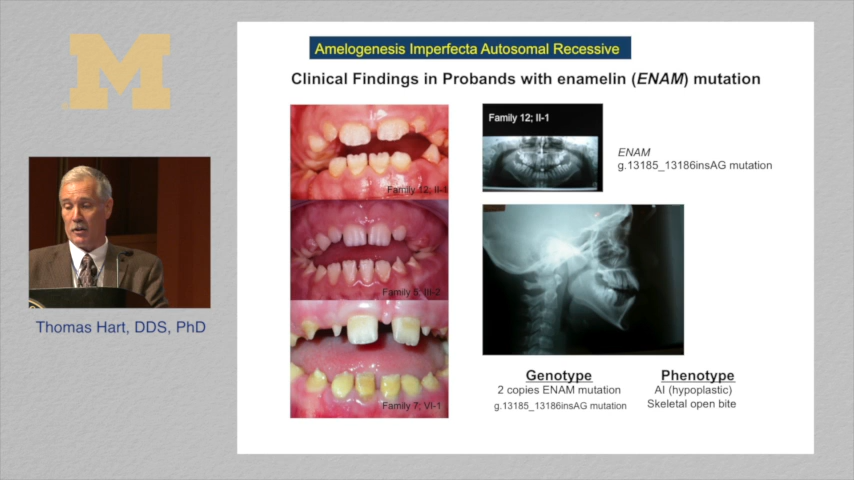 M
Amelogenesis Imperfecta Autosomal Recessive
Clinical Findings in Probands with enamelin (ENAM) mutation
Family 12; II-1
Family 5; III-2
Family 7; VI-1
Family 12; II-1
ENAM
g.13185_13186insAG mutation
Genotype
2 copies ENAM mutation
g.13185_13186insAG mutation
Phenotype
AI (hypoplastic)
Skeletal open bite
Thomas Hart, DDS, PhD